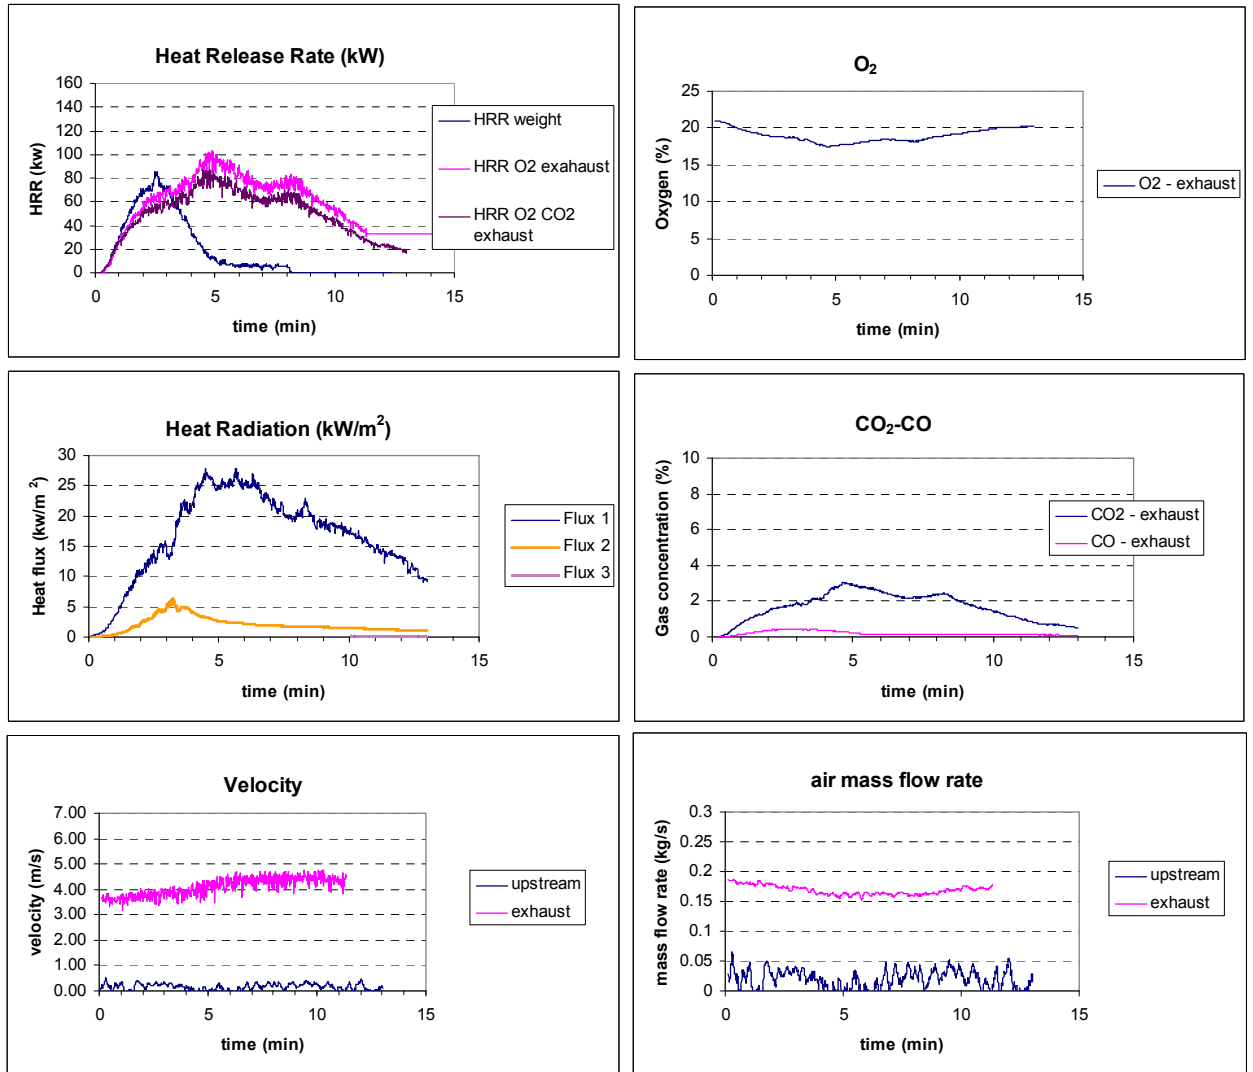 Heat Release Rate (kW)
160
140
120
100
80
60
40
20
0
HRR (kw)
0 5 10 15
time (min)
HRR weight
HRR O2 exahaust
HRR O2 CO2
exhaust
O2
25
20
15
10
5
0
Oxygen (%)
0 5 10 15
time (min)
O2 - exhaust
Heat Radiation (kW/m2)
30
25
20
15
10
5
0
Heat flux (kw/m 2)
0 5 10 15
time (min)
Flux 1
Flux 2
Flux 3
CO2-CO
10
8
6
4
2
0
Gas concentration (%)
0 5 10 15
time (min)
CO2 - exhaust
CO - exhaust
Velocity
7.00
6.00
5.00
4.00
3.00
2.00
1.00
0.00
velocity (m/s)
0 5 10 15
time (min)
upstream
exhaust
air mass flow rate
0.3
0.25
0.2
0.15
0.1
0.05
0
mass flow rate (kg/s)
0 5 10 15
time (min)
upstream
exhaust